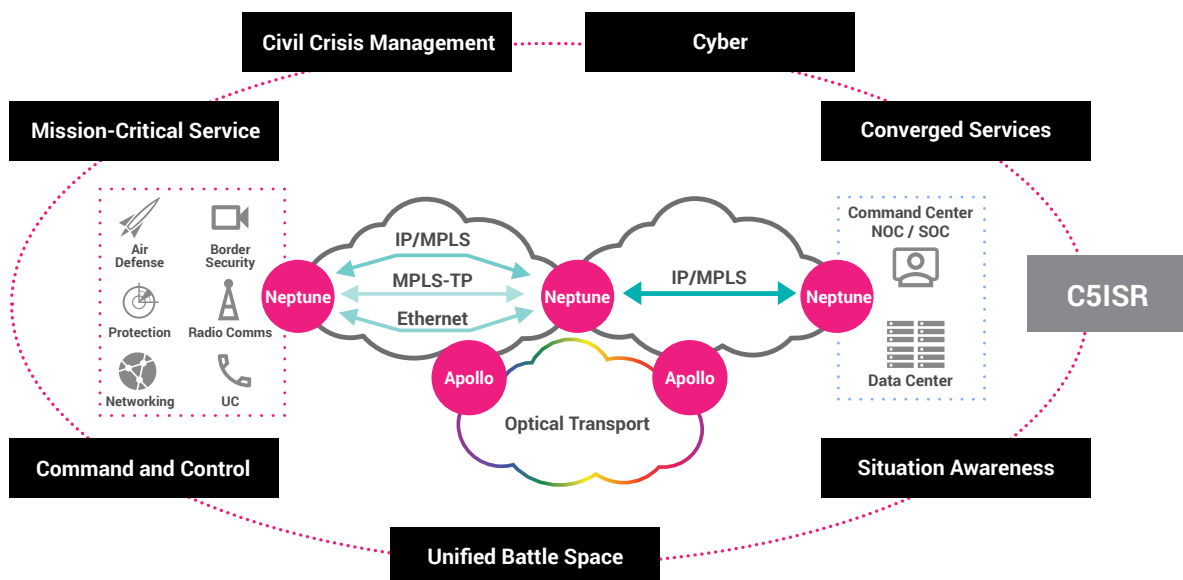 Civil Crisis Management
Cyber
Mission-Critical Service
Converged Services
Air
Defense
Border
Security
Protection
Radio Comms
Networking
UC
Neptune
IP/MPLS
MPLS-TP
Ethernet
Neptune
IP/MPLS
Neptune
Apollo
Apollo
Optical Transport
Command Center
NOC / SOC
Data Center
C5ISR
Command and Control
Situation Awareness
Unified Battle Space